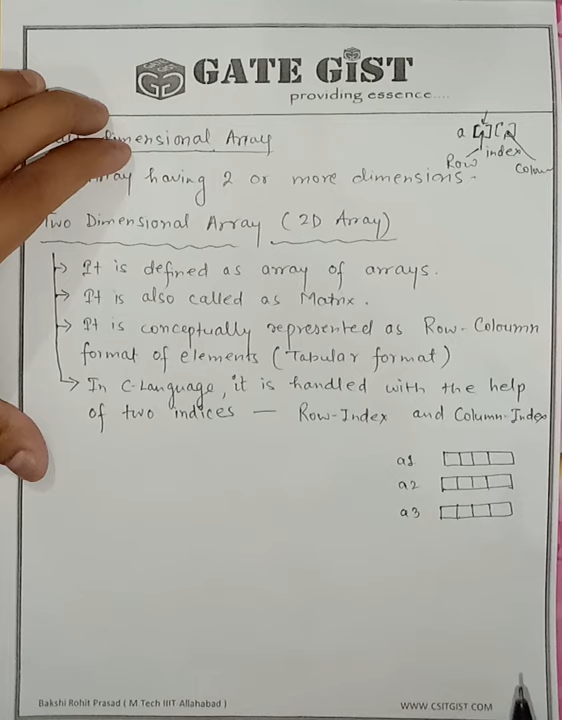 GATE GIST
providing essence....
Dimensional Array
a [ ] [ ]
Row index Colou
having 2 or more dimensions.
Two Dimensional Array ( 2D Array )
→ It is defined as array of arrays.
→ It is also called as Matrix.
→ It is conceptually represented as Row-Coloumn
format of elements ( Tabular format )
→ In C-Language, it is handled with the help
of two indices — Row-Index and Column-Index
a1
a2
a3
Bakshi Rohit Prasad ( M.Tech IIIT-Allahabad )
WWW.CSITGIST.COM